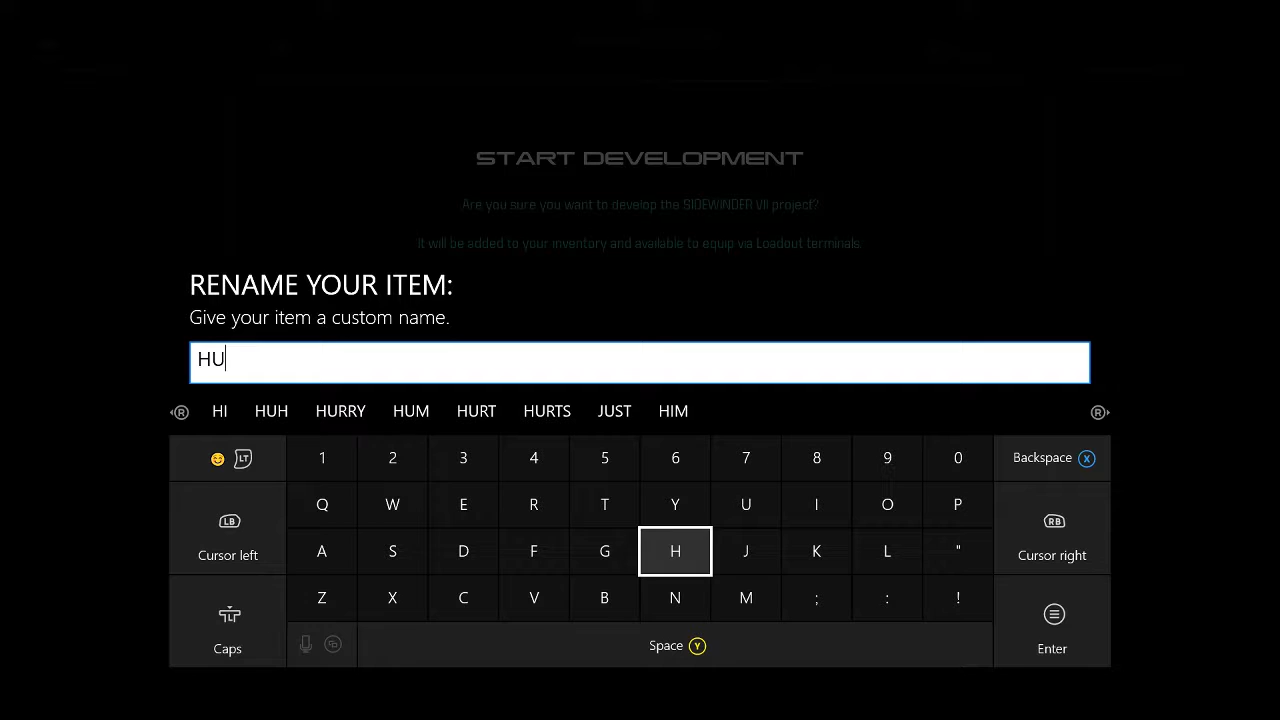 START DEVELOPMENT
Are you sure you want to develop the SIDEWINDER VII project?
It will be added to your inventory and available to equip via Loadout terminals.
RENAME YOUR ITEM:
Give your item a custom name.
HU
R HI HUH HURRY HUM HURT HURTS JUST HIM R
LT 1 2 3 4 5 6 7 8 9 0 Backspace X
Q W E R T Y U I O P
LB RB
Cursor left A S D F G H J K L " Cursor right
Z X C V B N M ; : !
LT
Caps Space Y Enter